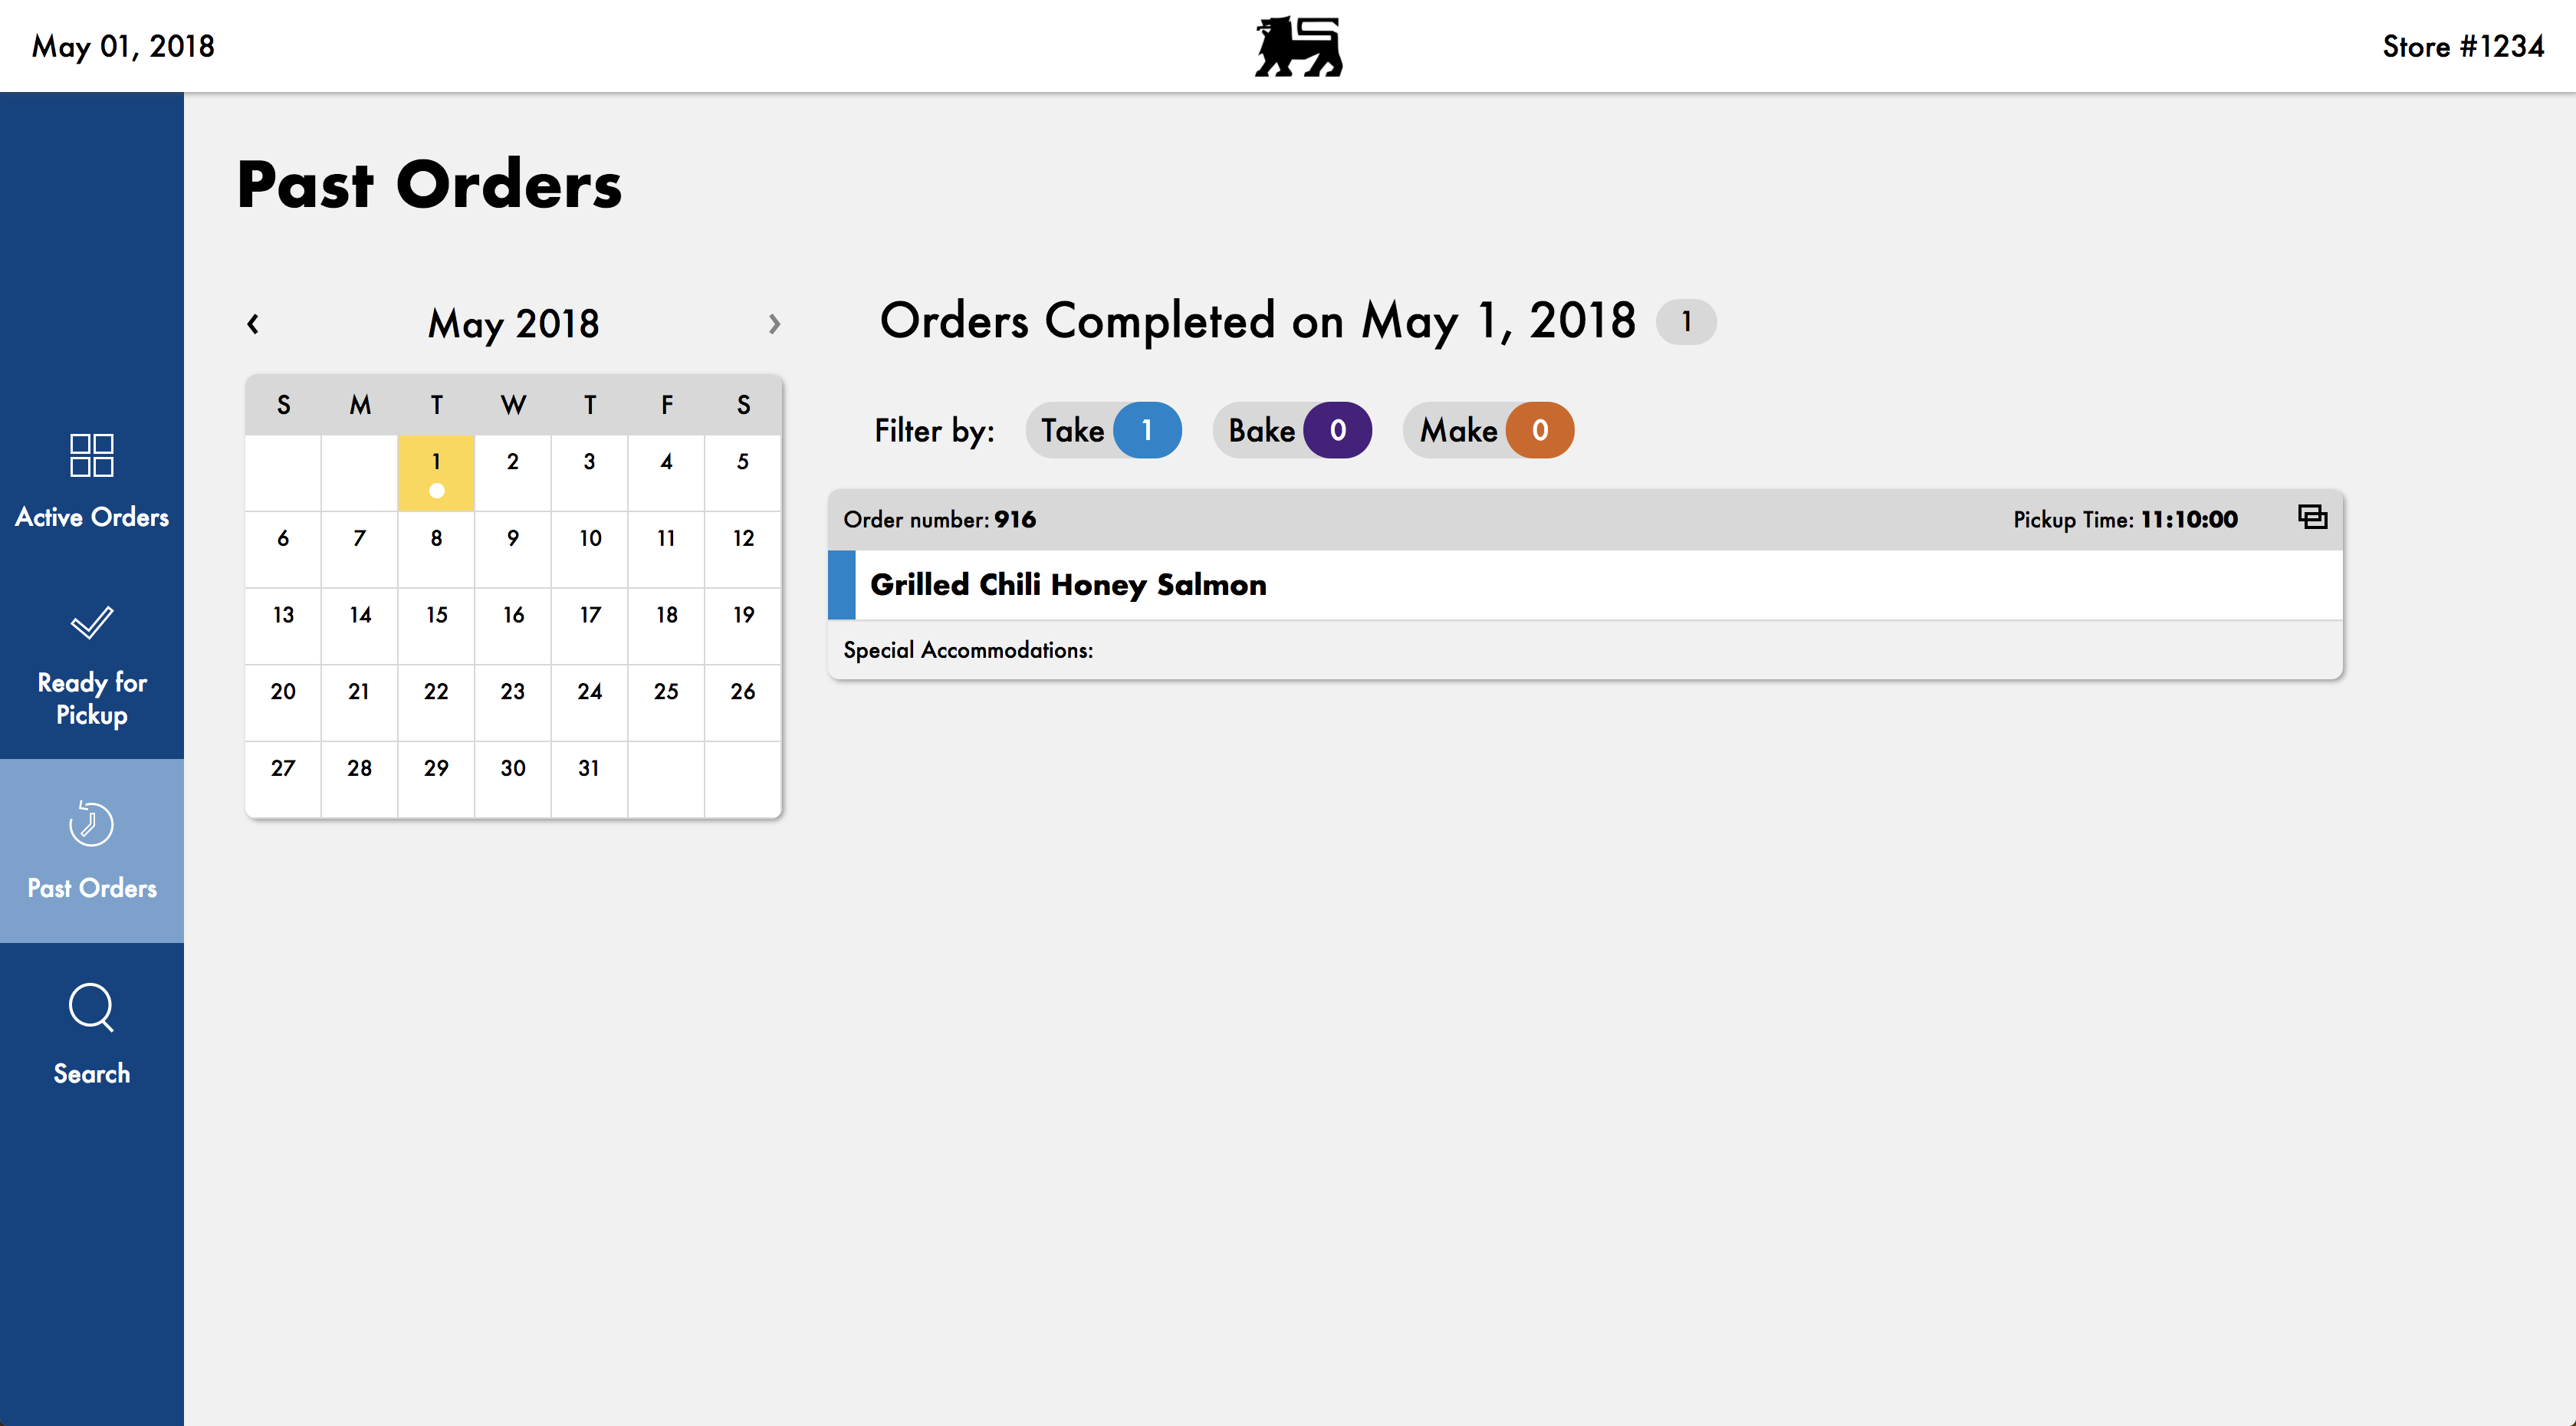 May 01, 2018
Store #1234
Past Orders
Active Orders
Ready for
Pickup
Past Orders
Search
May 2018
S M T W T F S
1 2 3 4 5
6 7 8 9 10 11 12
13 14 15 16 17 18 19
20 21 22 23 24 25 26
27 28 29 30 31
Orders Completed on May 1, 2018 1
Filter by: Take 1 Bake 0 Make 0
Order number: 916 Pickup Time: 11:10:00
Grilled Chili Honey Salmon
Special Accommodations: